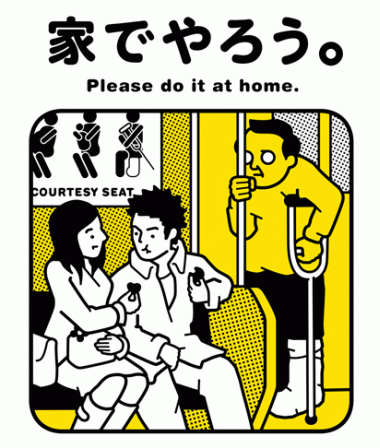 家でやろう。
Please do it at home.
COURTESY SEAT